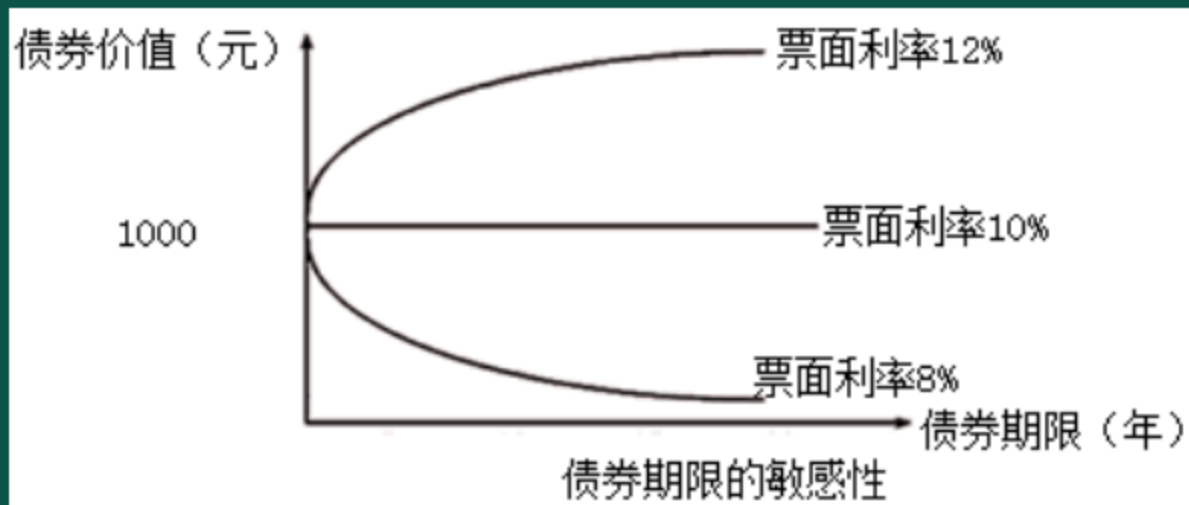 债券价值（元）
票面利率12%
1000
票面利率10%
票面利率8%
债券期限（年）
债券期限的敏感性